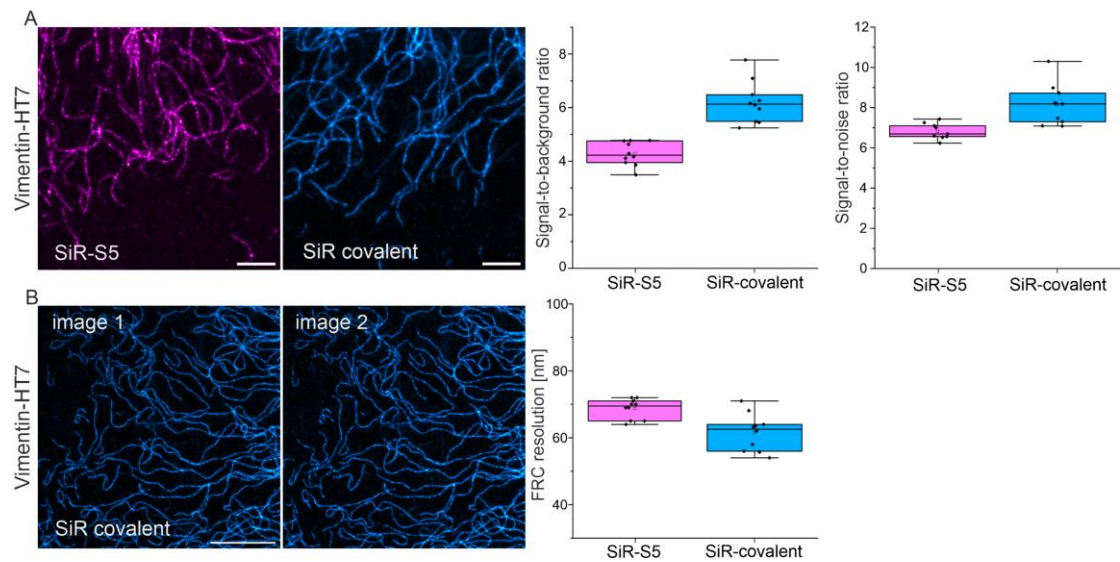 A
Vimentin-HT7
SiR-S5
SiR covalent
Signal-to-background ratio
8
6
4
2
0
SiR-S5
SiR-covalent
Signal-to-noise ratio
12
10
8
6
4
2
0
SiR-S5
SiR-covalent
B
Vimentin-HT7
image 1
image 2
SiR covalent
FRC resolution [nm]
100
80
60
40
SiR-S5
SiR-covalent